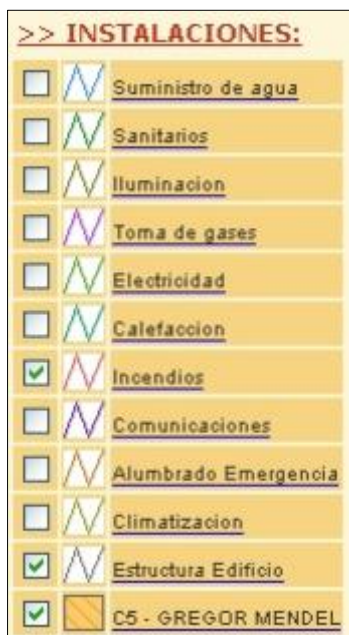 >> INSTALACIONES:
Suministro de agua
Sanitarios
Iluminacion
Toma de gases
Electricidad
Calefaccion
Incendios
Comunicaciones
Alumbrado Emergencia
Climatizacion
Estructura Edificio
C5 - GREGOR MENDEL